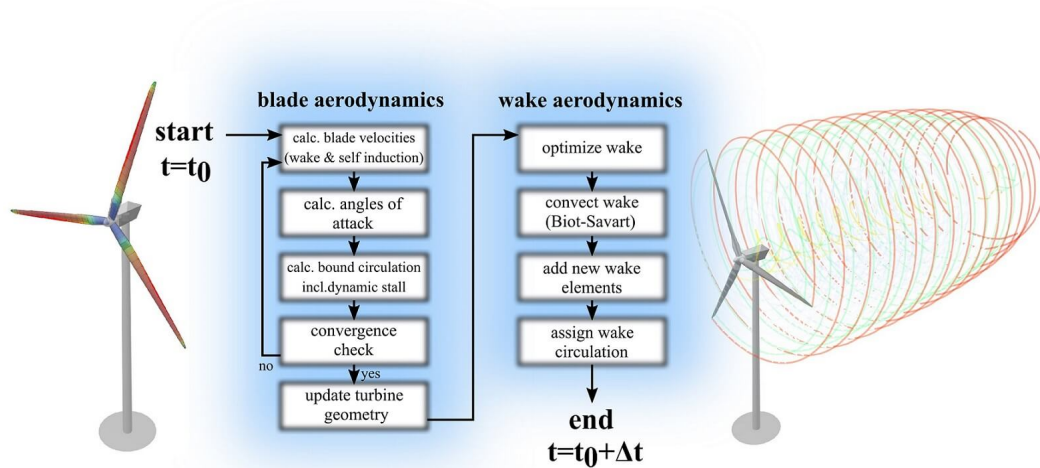 blade aerodynamics
start
t=t0
calc. blade velocities
(wake & self induction)
calc. angles of
attack
calc. bound circulation
incl.dynamic stall
convergence
check
no
yes
update turbine
geometry
wake aerodynamics
optimize wake
convect wake
(Biot-Savart)
add new wake
elements
assign wake
circulation
end
t=t0+Δt